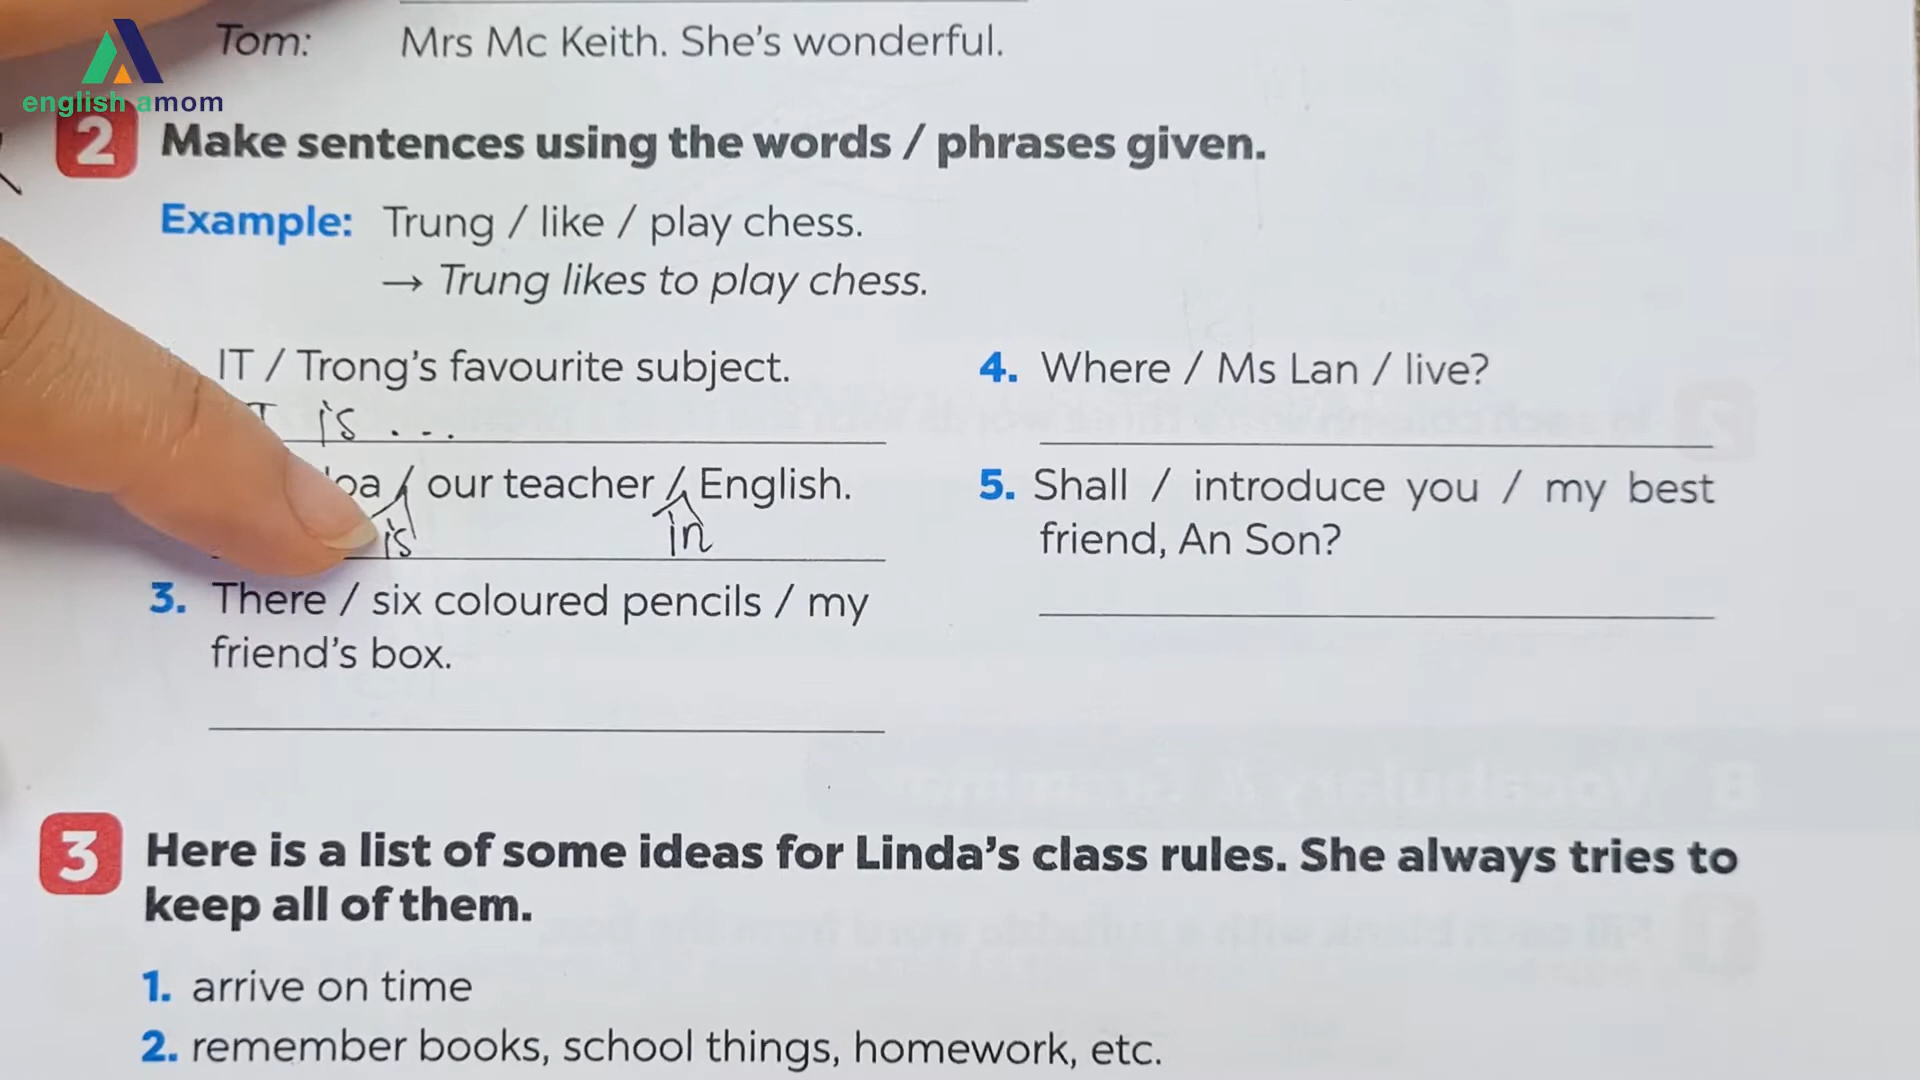 Tom: Mrs Mc Keith. She's wonderful.
english amom
2 Make sentences using the words / phrases given.
Example: Trung / like / play chess.
→ Trung likes to play chess.
IT / Trong's favourite subject.
is ...
/ our teacher / English.
is in
3. There / six coloured pencils / my
friend's box.
4. Where / Ms Lan / live?
5. Shall / introduce you / my best
friend, An Son?
3 Here is a list of some ideas for Linda's class rules. She always tries to
keep all of them.
1. arrive on time
2. remember books, school things, homework, etc.